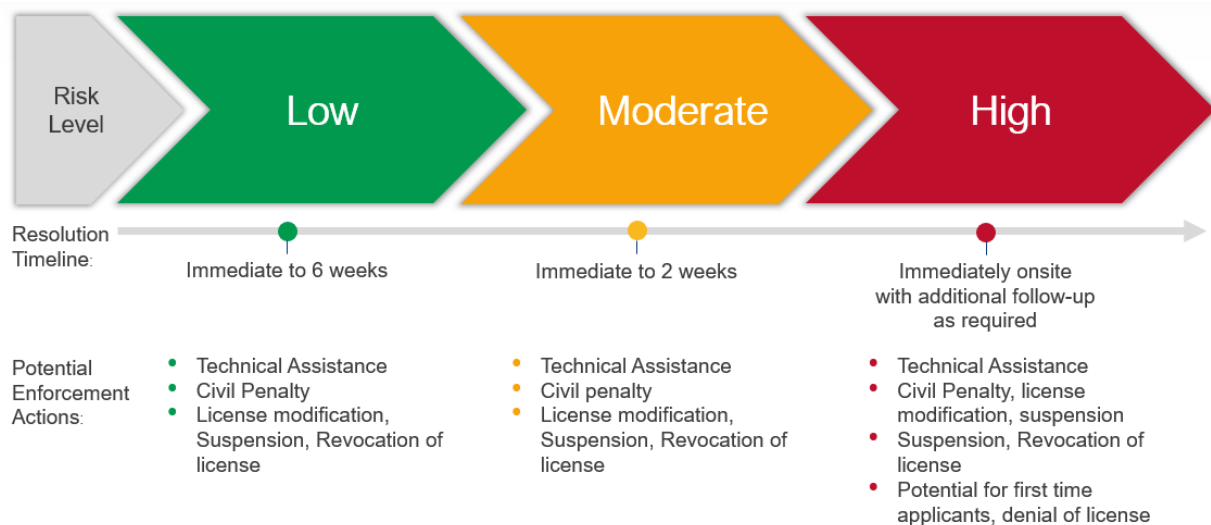 Risk
Level
Low
Moderate
High
Resolution
Timeline:
Immediate to 6 weeks
Immediate to 2 weeks
Immediately onsite
with additional follow-up
as required
Potential
Enforcement
Actions:
• Technical Assistance
• Civil Penalty
• License modification,
Suspension, Revocation of
license
• Technical Assistance
• Civil penalty
• License modification,
Suspension, Revocation of
license
• Technical Assistance
• Civil Penalty, license
modification, suspension
• Suspension, Revocation of
license
• Potential for first time
applicants, denial of license